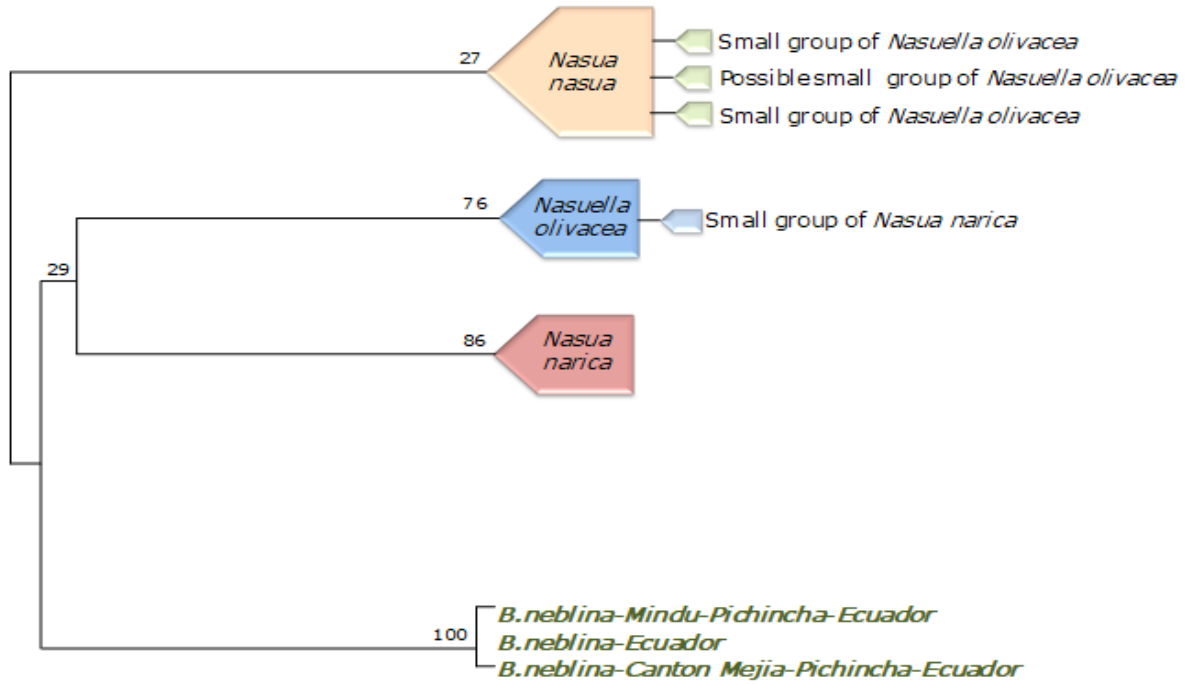 27
Nasua
nasua
Small group of Nasuella olivacea
Possible small group of Nasuella olivacea
Small group of Nasuella olivacea
76
Nasuella
olivacea
Small group of Nasua narica
29
86
Nasua
narica
100
B.neblina-Mindu-Pichincha-Ecuador
B.neblina-Ecuador
B.neblina-Canton Mejia-Pichincha-Ecuador